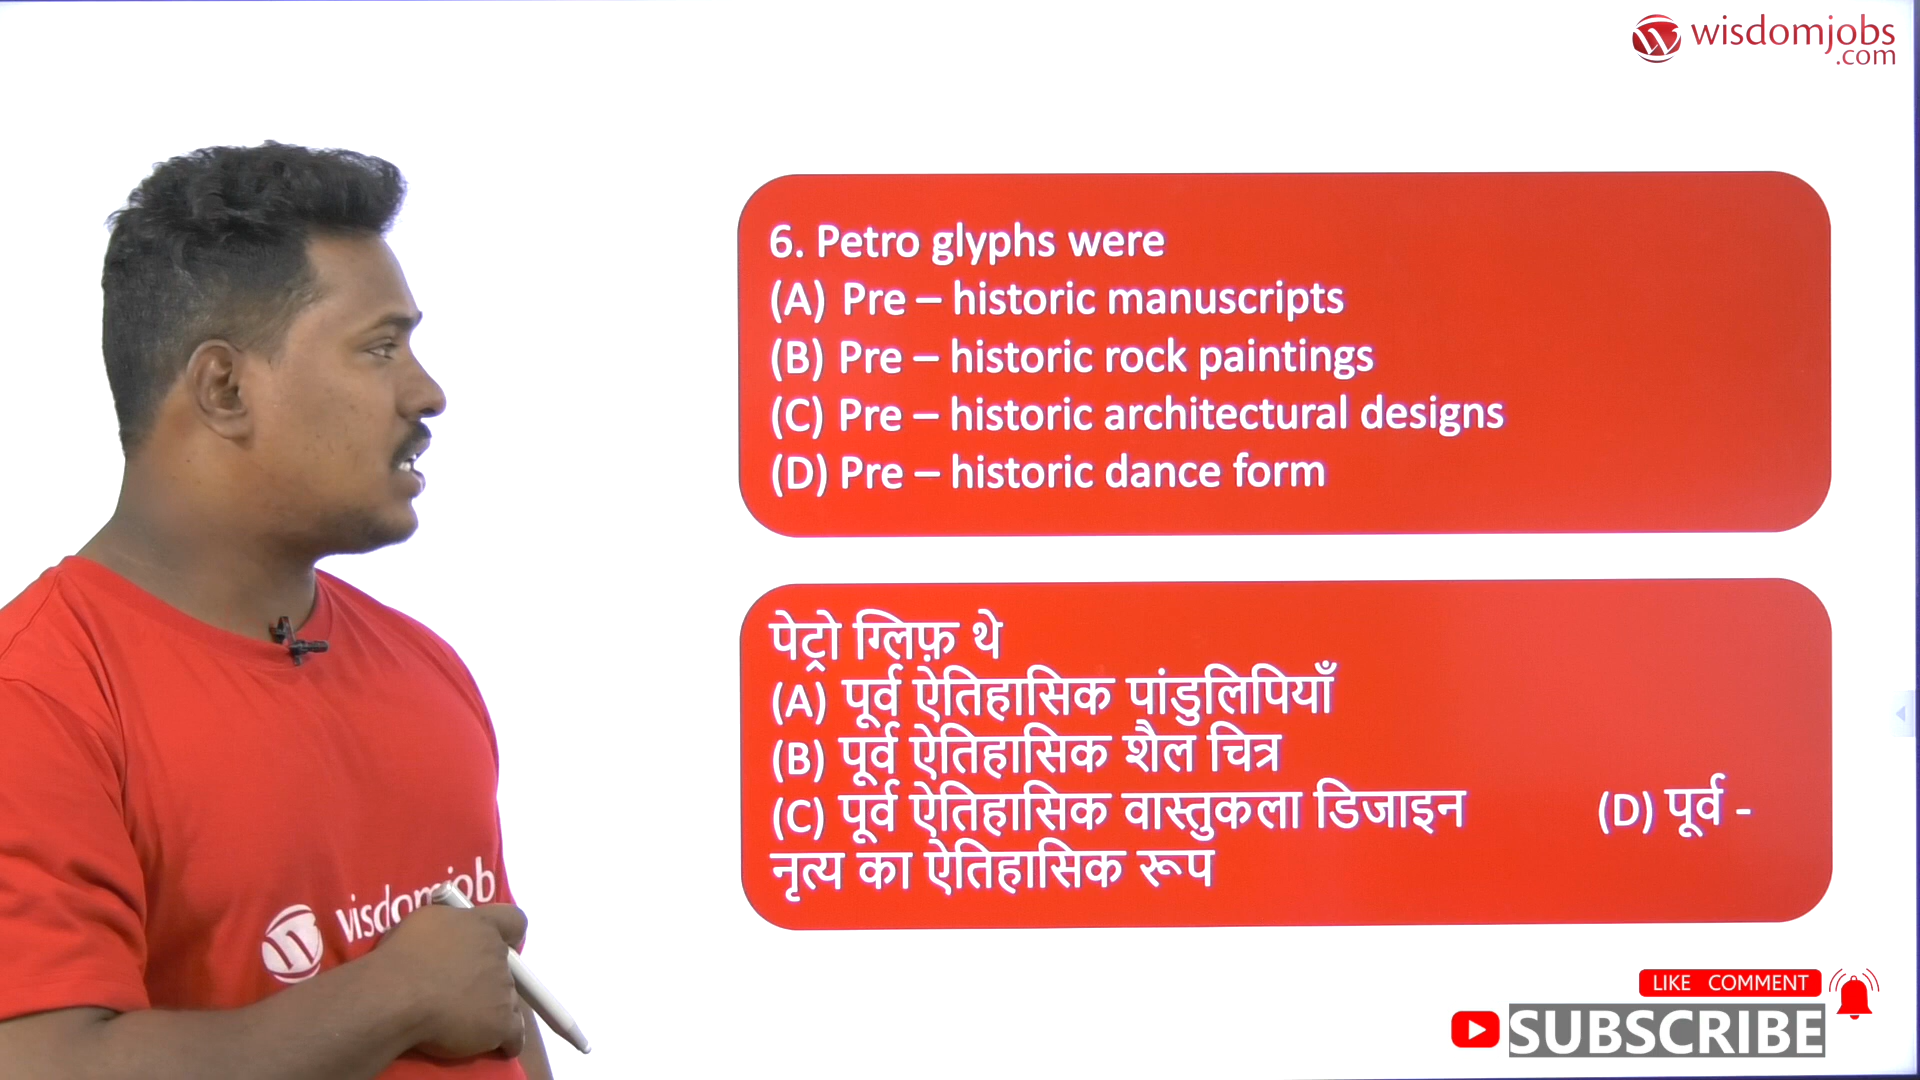 wisdomjobs
.com
6. Petro glyphs were
(A) Pre – historic manuscripts
(B) Pre – historic rock paintings
(C) Pre – historic architectural designs
(D) Pre – historic dance form
पेट्रो ग्लिफ़ थे
(A) पूर्व ऐतिहासिक पांडुलिपियाँ
(B) पूर्व ऐतिहासिक शैल चित्र
(C) पूर्व ऐतिहासिक वास्तुकला डिजाइन (D) पूर्व -
नृत्य का ऐतिहासिक रूप
wisdomjob
LIKE COMMENT
SUBSCRIBE